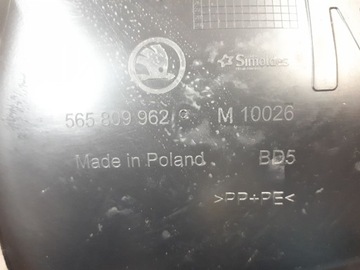 Simoldes
565 809 962 C M 10026
Made in Poland BD5
>PP+PE<